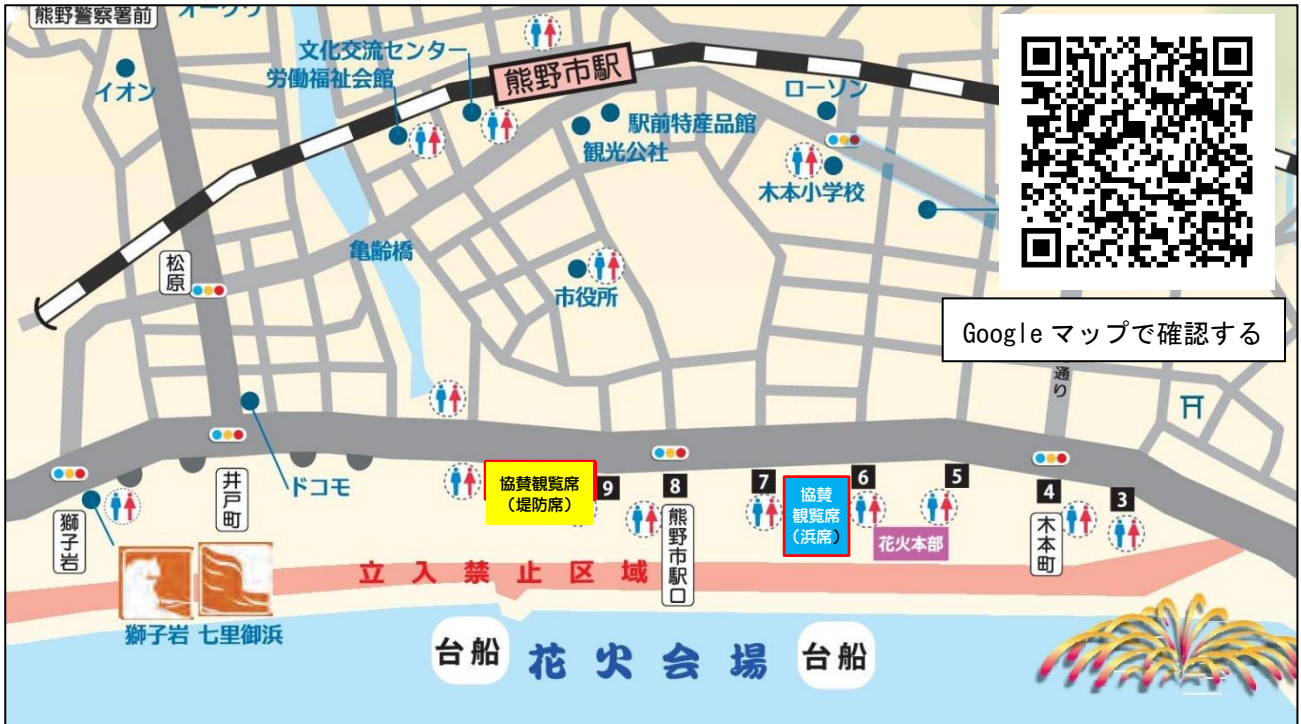 熊野警察署前
オークワ
イオン
文化交流センター
労働福祉会館
熊野市駅
駅前特産品館
観光公社
ローソン
木本小学校
亀齢橋
松原
市役所
Google マップで確認する
通り
ドコモ
井戸町
獅子岩
協賛観覧席
（堤防席）
9
8
熊野市駅口
7
協賛
観覧席
（浜席）
6
5
花火本部
4
木本町
3
立入禁止区域
獅子岩 七里御浜
台船
花火会場
台船